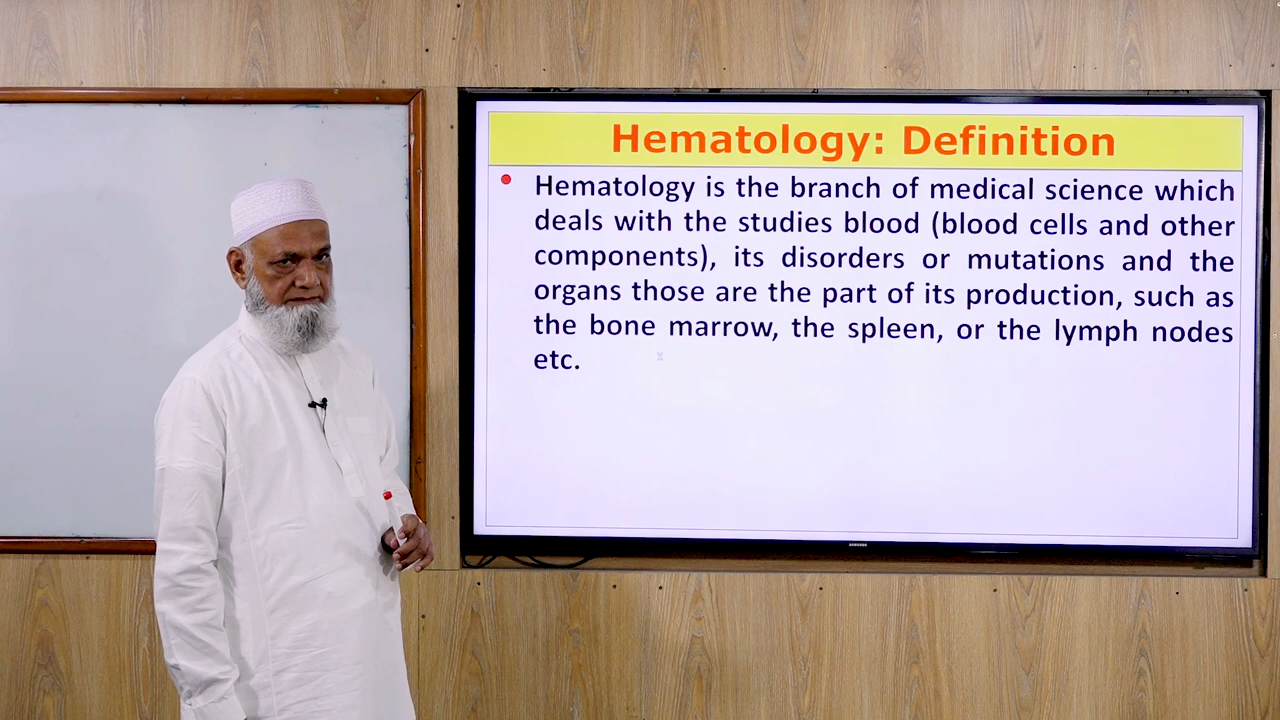 Hematology: Definition
• Hematology is the branch of medical science which
deals with the studies blood (blood cells and other
components), its disorders or mutations and the
organs those are the part of its production, such as
the bone marrow, the spleen, or the lymph nodes
etc.
SAMSUNG